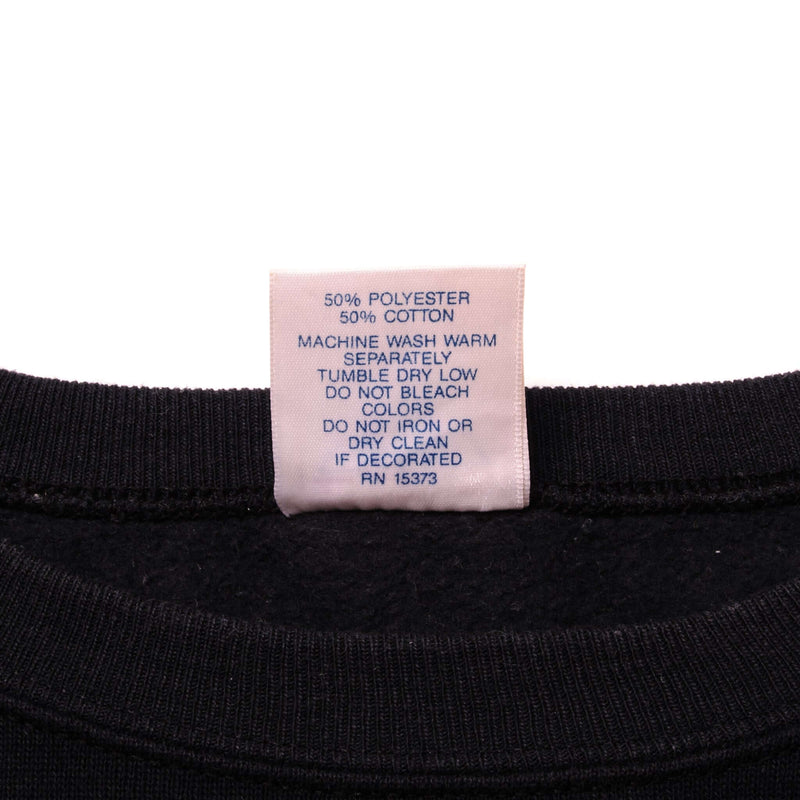 50% POLYESTER
50% COTTON
MACHINE WASH WARM
SEPARATELY
TUMBLE DRY LOW
DO NOT BLEACH
COLORS
DO NOT IRON OR
DRY CLEAN
IF DECORATED
RN 15373